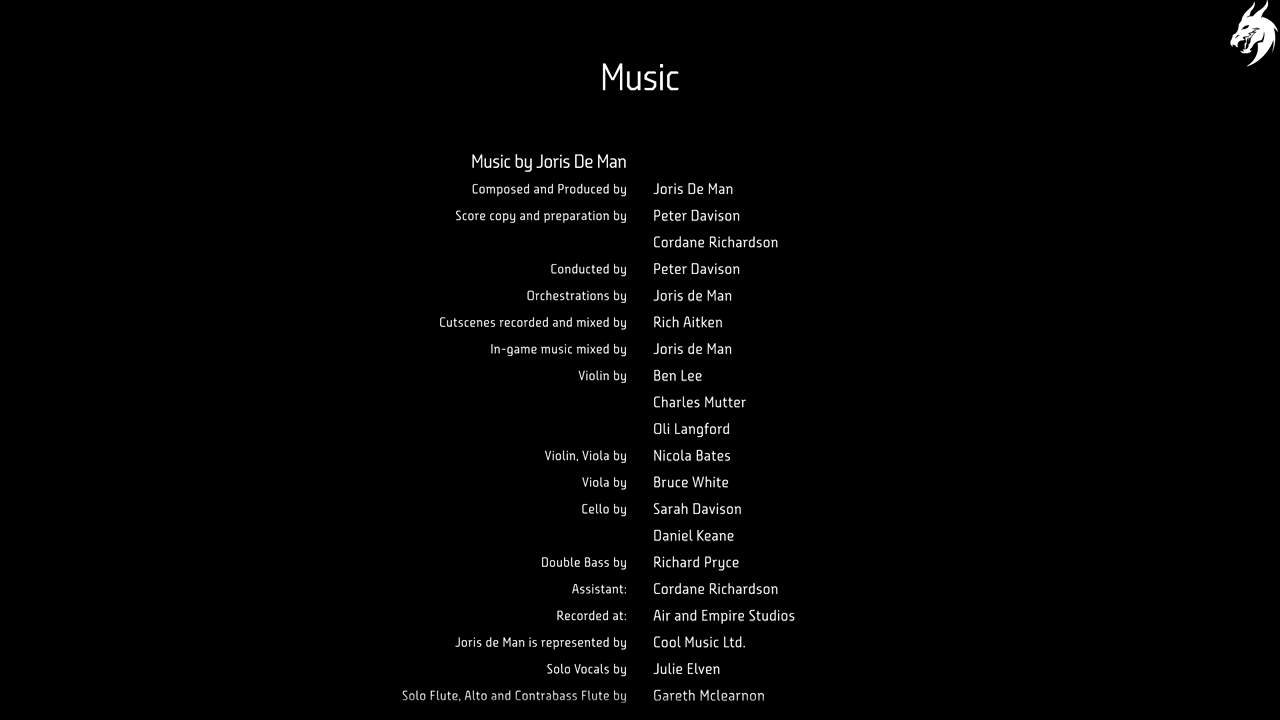 Music
Music by Joris De Man
Composed and Produced by Joris De Man
Score copy and preparation by Peter Davison
Cordane Richardson
Conducted by Peter Davison
Orchestrations by Joris de Man
Cutscenes recorded and mixed by Rich Aitken
In-game music mixed by Joris de Man
Violin by Ben Lee
Charles Mutter
Oli Langford
Violin, Viola by Nicola Bates
Viola by Bruce White
Cello by Sarah Davison
Daniel Keane
Double Bass by Richard Pryce
Assistant: Cordane Richardson
Recorded at: Air and Empire Studios
Joris de Man is represented by Cool Music Ltd.
Solo Vocals by Julie Elven
Solo Flute, Alto and Contrabass Flute by Gareth Mclearnon